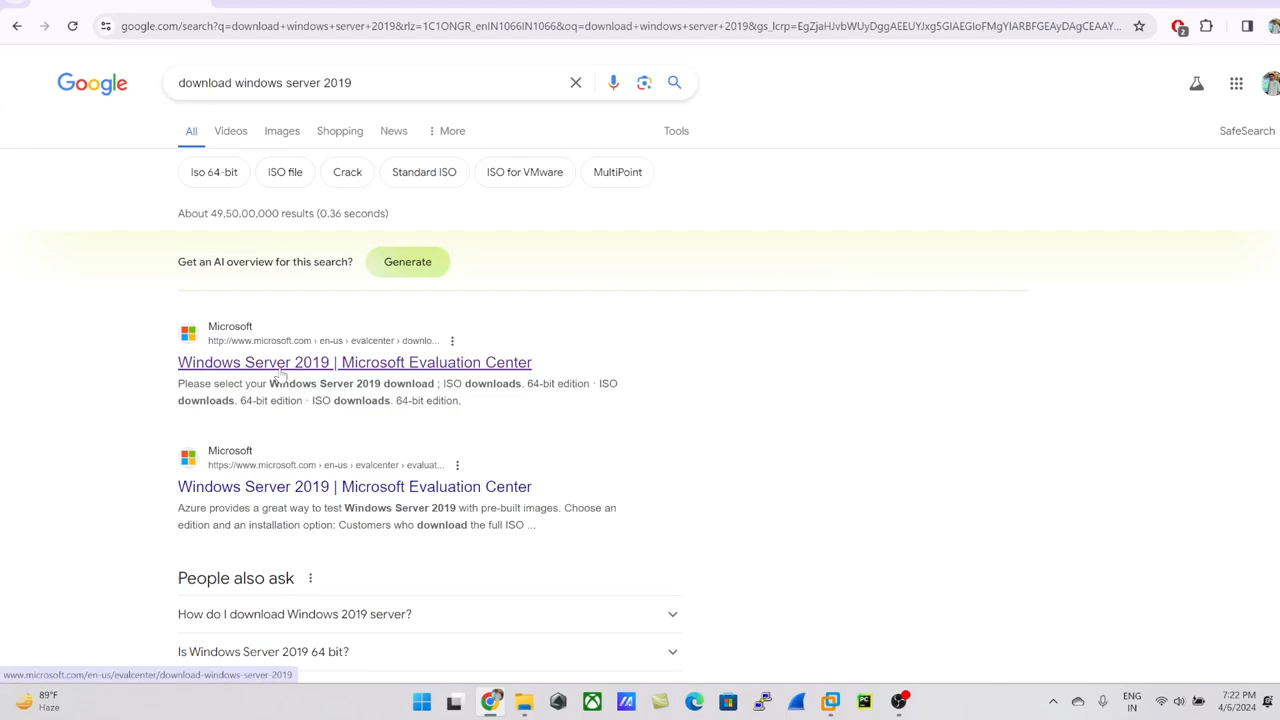 google.com/search?q=download+windows+server+2019&rlz=1C1ONGR_enIN1066IN1066&oq=download+windows+server+2019&gs_lcrp=EgZjaHJvbWUyDggAEEUYJxg5GIAEGIoFMgYIARBFGEAyDAgCEAAY...
2
Google
download windows server 2019
All
Videos
Images
Shopping
News
More
Tools
SafeSearch
Iso 64-bit
ISO file
Crack
Standard ISO
ISO for VMware
MultiPoint
About 49,50,00,000 results (0.36 seconds)
Get an AI overview for this search?
Generate
Microsoft
http://www.microsoft.com › en-us › evalcenter › downlo...
Windows Server 2019 | Microsoft Evaluation Center
Please select your Windows Server 2019 download ; ISO downloads. 64-bit edition · ISO
downloads. 64-bit edition · ISO downloads. 64-bit edition.
Microsoft
https://www.microsoft.com › en-us › evalcenter › evaluat...
Windows Server 2019 | Microsoft Evaluation Center
Azure provides a great way to test Windows Server 2019 with pre-built images. Choose an
edition and an installation option: Customers who download the full ISO ...
People also ask
How do I download Windows 2019 server?
Is Windows Server 2019 64 bit?
www.microsoft.com/en-us/evalcenter/download-windows-server-2019
89°F
Haze
PC
ENG
IN
7:22 PM
4/6/2024